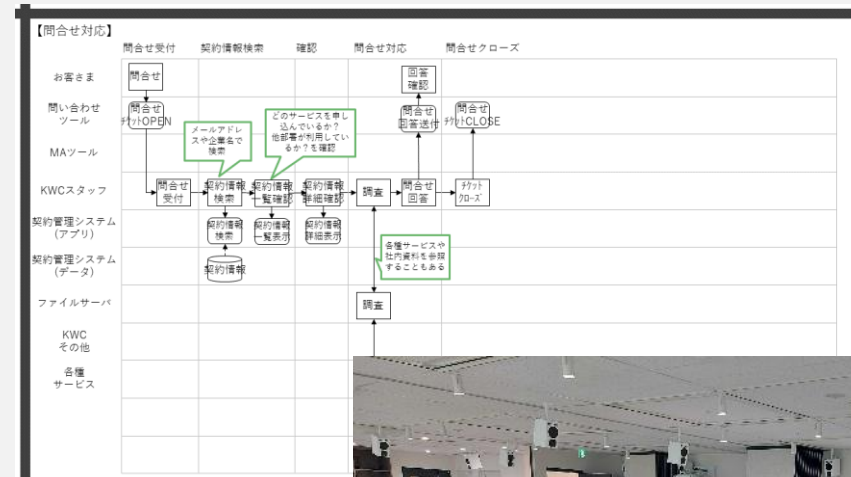 【問合せ対応】
問合せ受付 契約情報検索 確認 問合せ対応 問合せクローズ
お客さま
問合せ
回答
確認
問い合わせ
ツール
問合せ
チケットOPEN
問合せ
回答送付
問合せ
チケットCLOSE
メールアドレ
スや企業名で
検索
どのサービスを申し
込んでいるか？
他部署が利用してい
るか？を確認
MAツール
KWCスタッフ
問合せ
受付
契約情報
検索
契約情報
一覧確認
契約情報
詳細確認
調査
問合せ
回答
チケット
クローズ
契約管理システム
(アプリ)
契約情報
検索
契約情報
一覧表示
契約情報
詳細表示
契約管理システム
(データ)
契約情報
各種サービスや
社内資料を参照
することもある
ファイルサーバ
調査
KWC
その他
各種
サービス